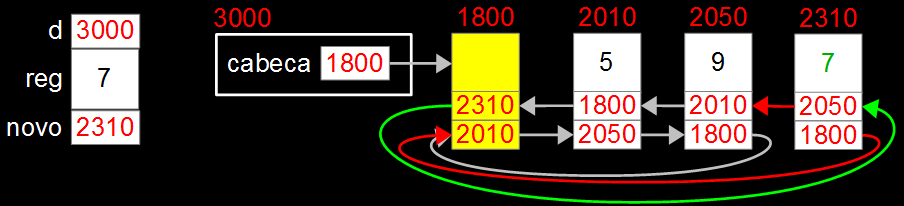 3000 1800 2010 2050 2310
d 3000
cabeca 1800 5 9 7
reg 7
2310 1800 2010 2050
novo 2310
2010 2050 1800 1800